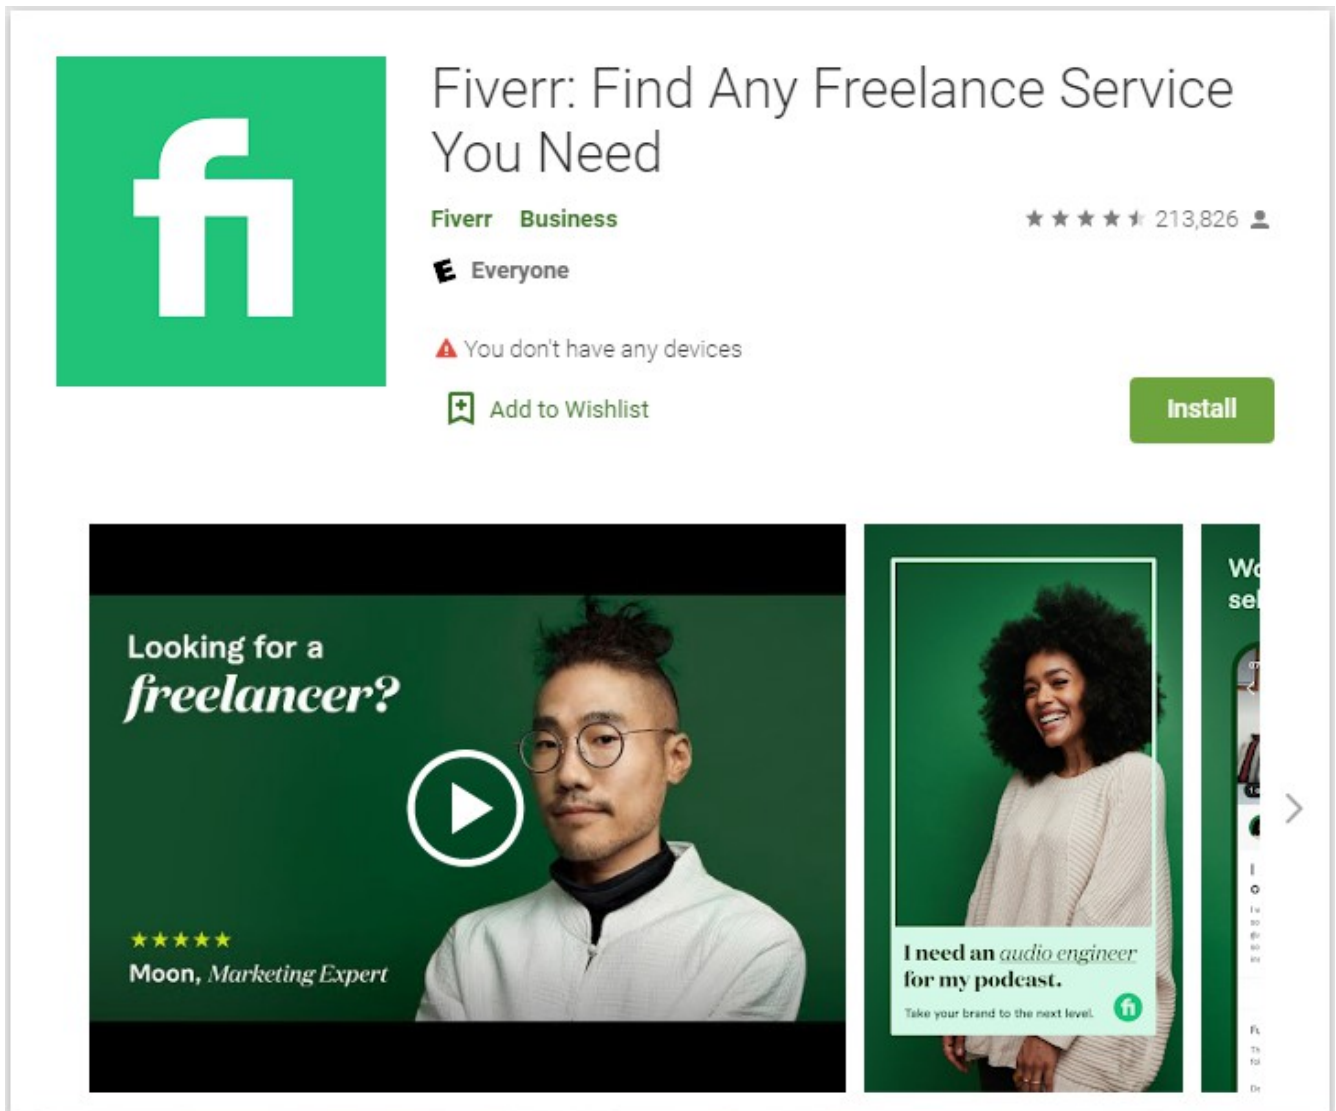 fi
Fiverr: Find Any Freelance Service
You Need
Fiverr Business
213,826
E Everyone
You don't have any devices
Add to Wishlist
Install
Looking for a
freelancer?
Moon, Marketing Expert
I need an audio engineer
for my podcast.
Take your brand to the next level.
fi